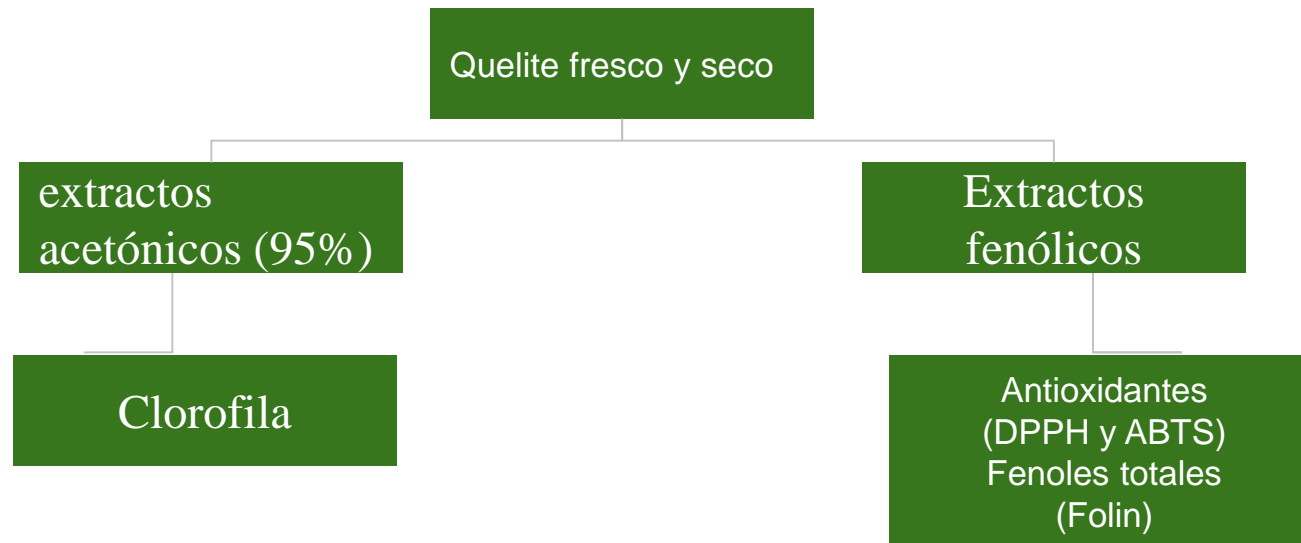 Quelite fresco y seco
extractos
acetónicos (95%)
Extractos
fenólicos
Clorofila
Antioxidantes
(DPPH y ABTS)
Fenoles totales
(Folin)